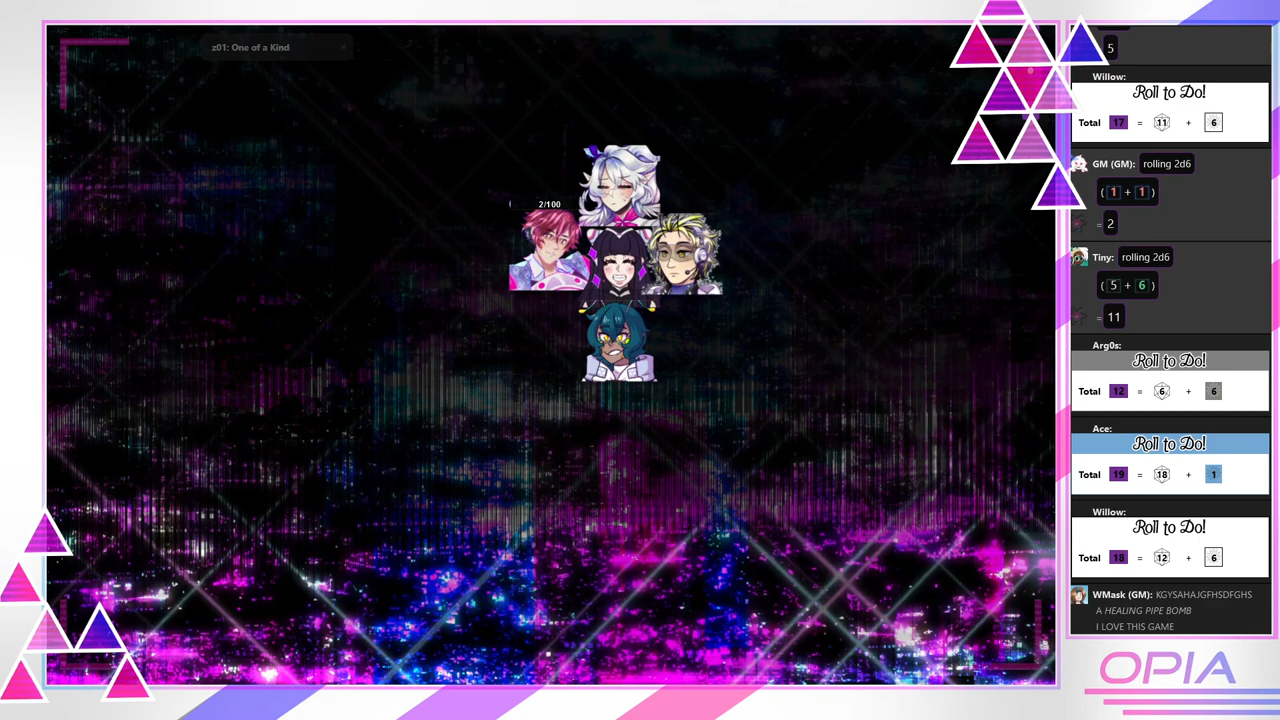 z01: One of a Kind
2/100
5
Willow:
Roll to Do!
Total 17 = 11 + 6
GM (GM): rolling 2d6
(1 + 1)
= 2
Tiny: rolling 2d6
(5 + 6)
= 11
Arg0s:
Roll to Do!
Total 12 = 6 + 6
Ace:
Roll to Do!
Total 19 = 18 + 1
Willow:
Roll to Do!
Total 18 = 12 + 6
WMask (GM): KGYSAHAJGFHSDFGHS
A HEALING PIPE BOMB
I LOVE THIS GAME
OPIA